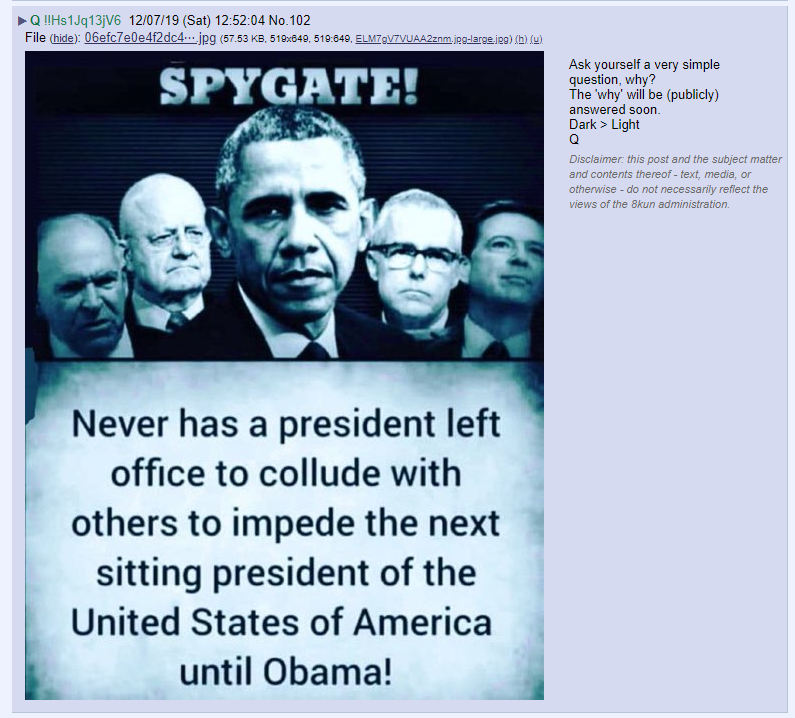 ▶ Q !!Hs1Jq13jV6 12/07/19 (Sat) 12:52:04 No.102
File (hide): 06efc7e0e4f2dc4⋯.jpg (57.53 KB, 519x649, 519:649, ELM7gV7VUAA2znm.jpg-large.jpg) (h) (u)
SPYGATE!
Never has a president left
office to collude with
others to impede the next
sitting president of the
United States of America
until Obama!
Ask yourself a very simple
question, why?
The 'why' will be (publicly)
answered soon.
Dark > Light
Q
Disclaimer: this post and the subject matter
and contents thereof - text, media, or
otherwise - do not necessarily reflect the
views of the 8kun administration.